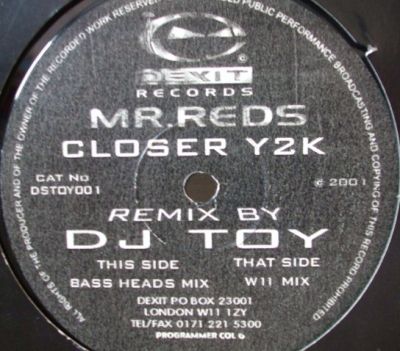 ALL RIGHTS OF THE PRODUCER AND OF THE OWNER OF THE RECORDED WORK RESERVED
PUBLIC PERFORMANCE BROADCASTING AND COPYING OF THIS RECORD PROHIBITED
©
DEXIT
RECORDS
MR.REDS
CLOSER Y2K
CAT No
DSTOY001
© 2001
REMIX BY
DJ TOY
THIS SIDE
THAT SIDE
BASS HEADS MIX
W11 MIX
DEXIT PO BOX 23001
LONDON W11 1ZY
TEL/FAX 0171 221 5300
PROGRAMMER COL G